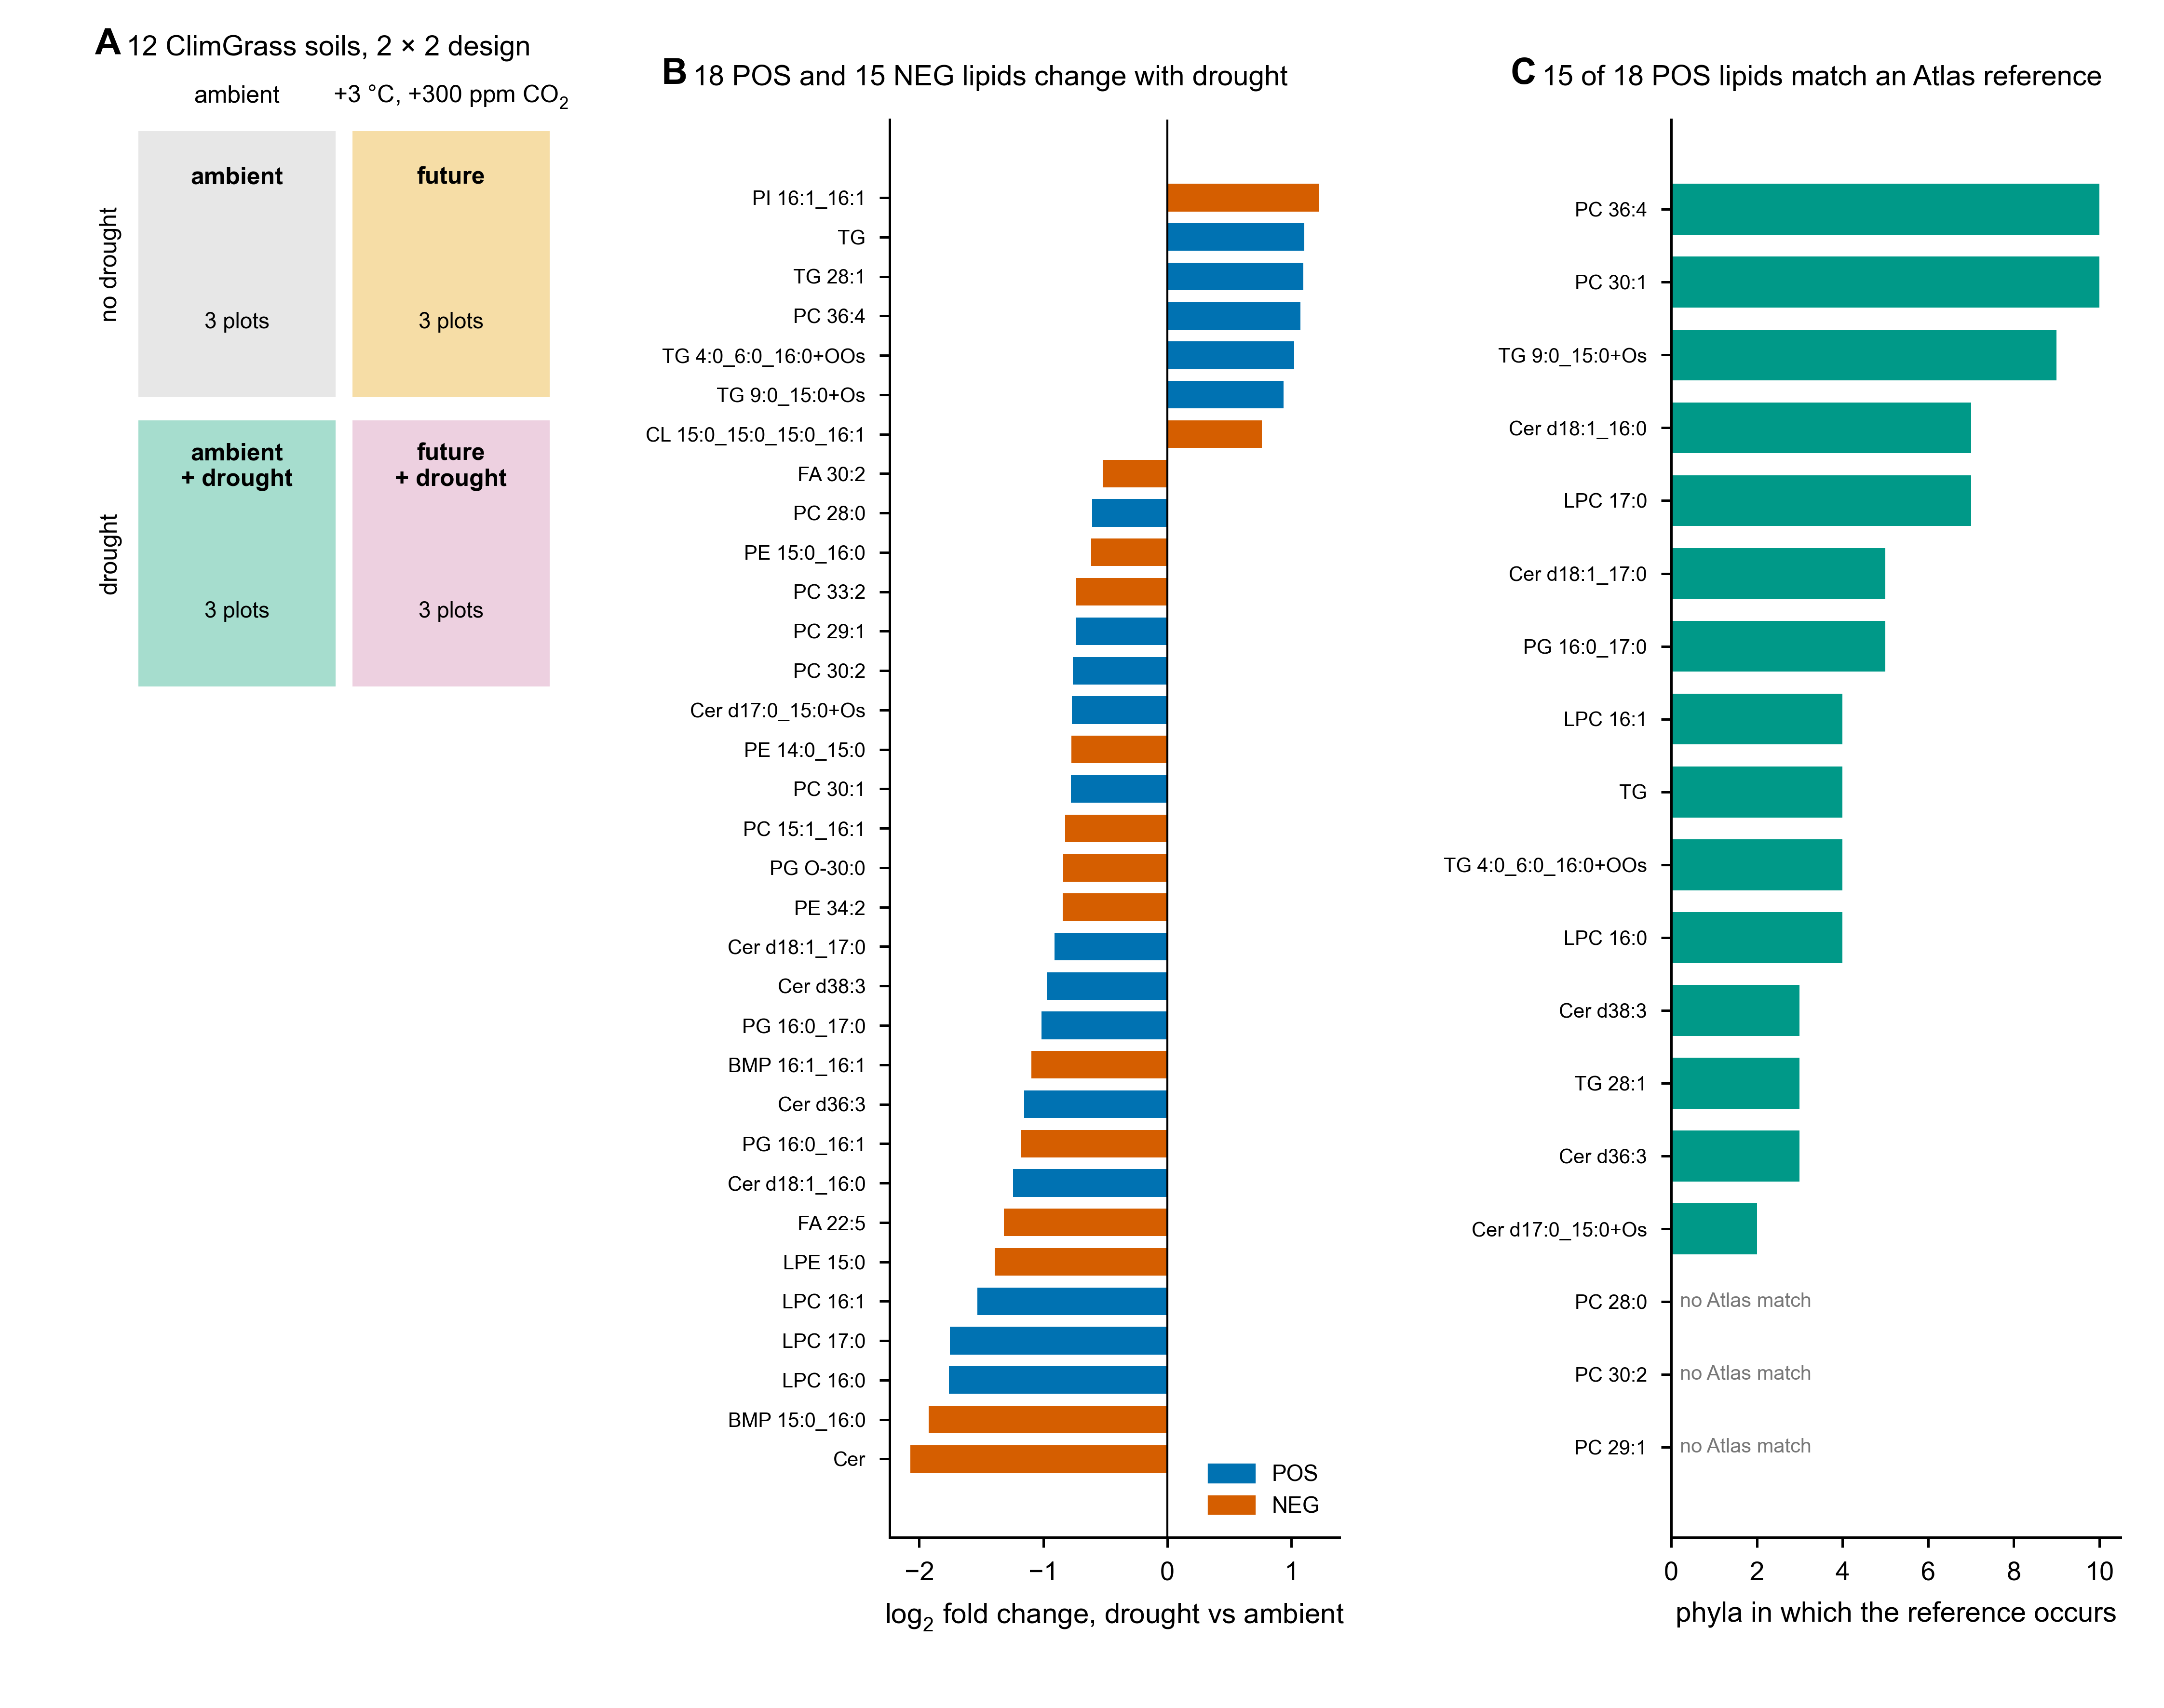 A 12 ClimGrass soils, 2 × 2 design
ambient
+3 °C, +300 ppm CO₂
no drought
ambient
3 plots
future
3 plots
drought
ambient
+ drought
3 plots
future
+ drought
3 plots
B 18 POS and 15 NEG lipids change with drought
PI 16:1_16:1
TG
TG 28:1
PC 36:4
TG 4:0_6:0_16:0+OOs
TG 9:0_15:0+Os
CL 15:0_15:0_15:0_16:1
FA 30:2
PC 28:0
PE 15:0_16:0
PC 33:2
PC 29:1
PC 30:2
Cer d17:0_15:0+Os
PE 14:0_15:0
PC 30:1
PC 15:1_16:1
PG O-30:0
PE 34:2
Cer d18:1_17:0
Cer d38:3
PG 16:0_17:0
BMP 16:1_16:1
Cer d36:3
PG 16:0_16:1
Cer d18:1_16:0
FA 22:5
LPE 15:0
LPC 16:1
LPC 17:0
LPC 16:0
BMP 15:0_16:0
Cer
POS
NEG
−2 −1 0 1
log₂ fold change, drought vs ambient
C 15 of 18 POS lipids match an Atlas reference
PC 36:4
PC 30:1
TG 9:0_15:0+Os
Cer d18:1_16:0
LPC 17:0
Cer d18:1_17:0
PG 16:0_17:0
LPC 16:1
TG
TG 4:0_6:0_16:0+OOs
LPC 16:0
Cer d38:3
TG 28:1
Cer d36:3
Cer d17:0_15:0+Os
PC 28:0 no Atlas match
PC 30:2 no Atlas match
PC 29:1 no Atlas match
0 2 4 6 8 10
phyla in which the reference occurs